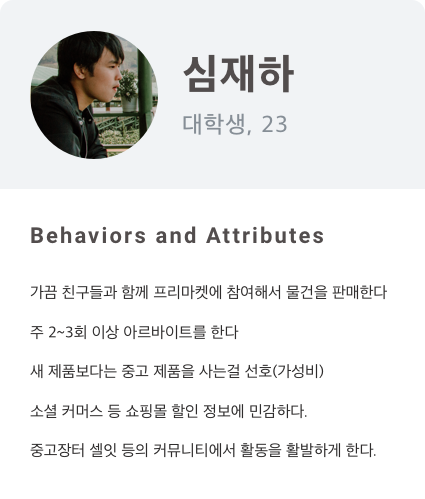 심재하
대학생, 23
Behaviors and Attributes
가끔 친구들과 함께 프리마켓에 참여해서 물건을 판매한다
주 2~3회 이상 아르바이트를 한다
새 제품보다는 중고 제품을 사는걸 선호(가성비)
소셜 커머스 등 쇼핑몰 할인 정보에 민감하다.
중고장터 셀잇 등의 커뮤니티에서 활동을 활발하게 한다.